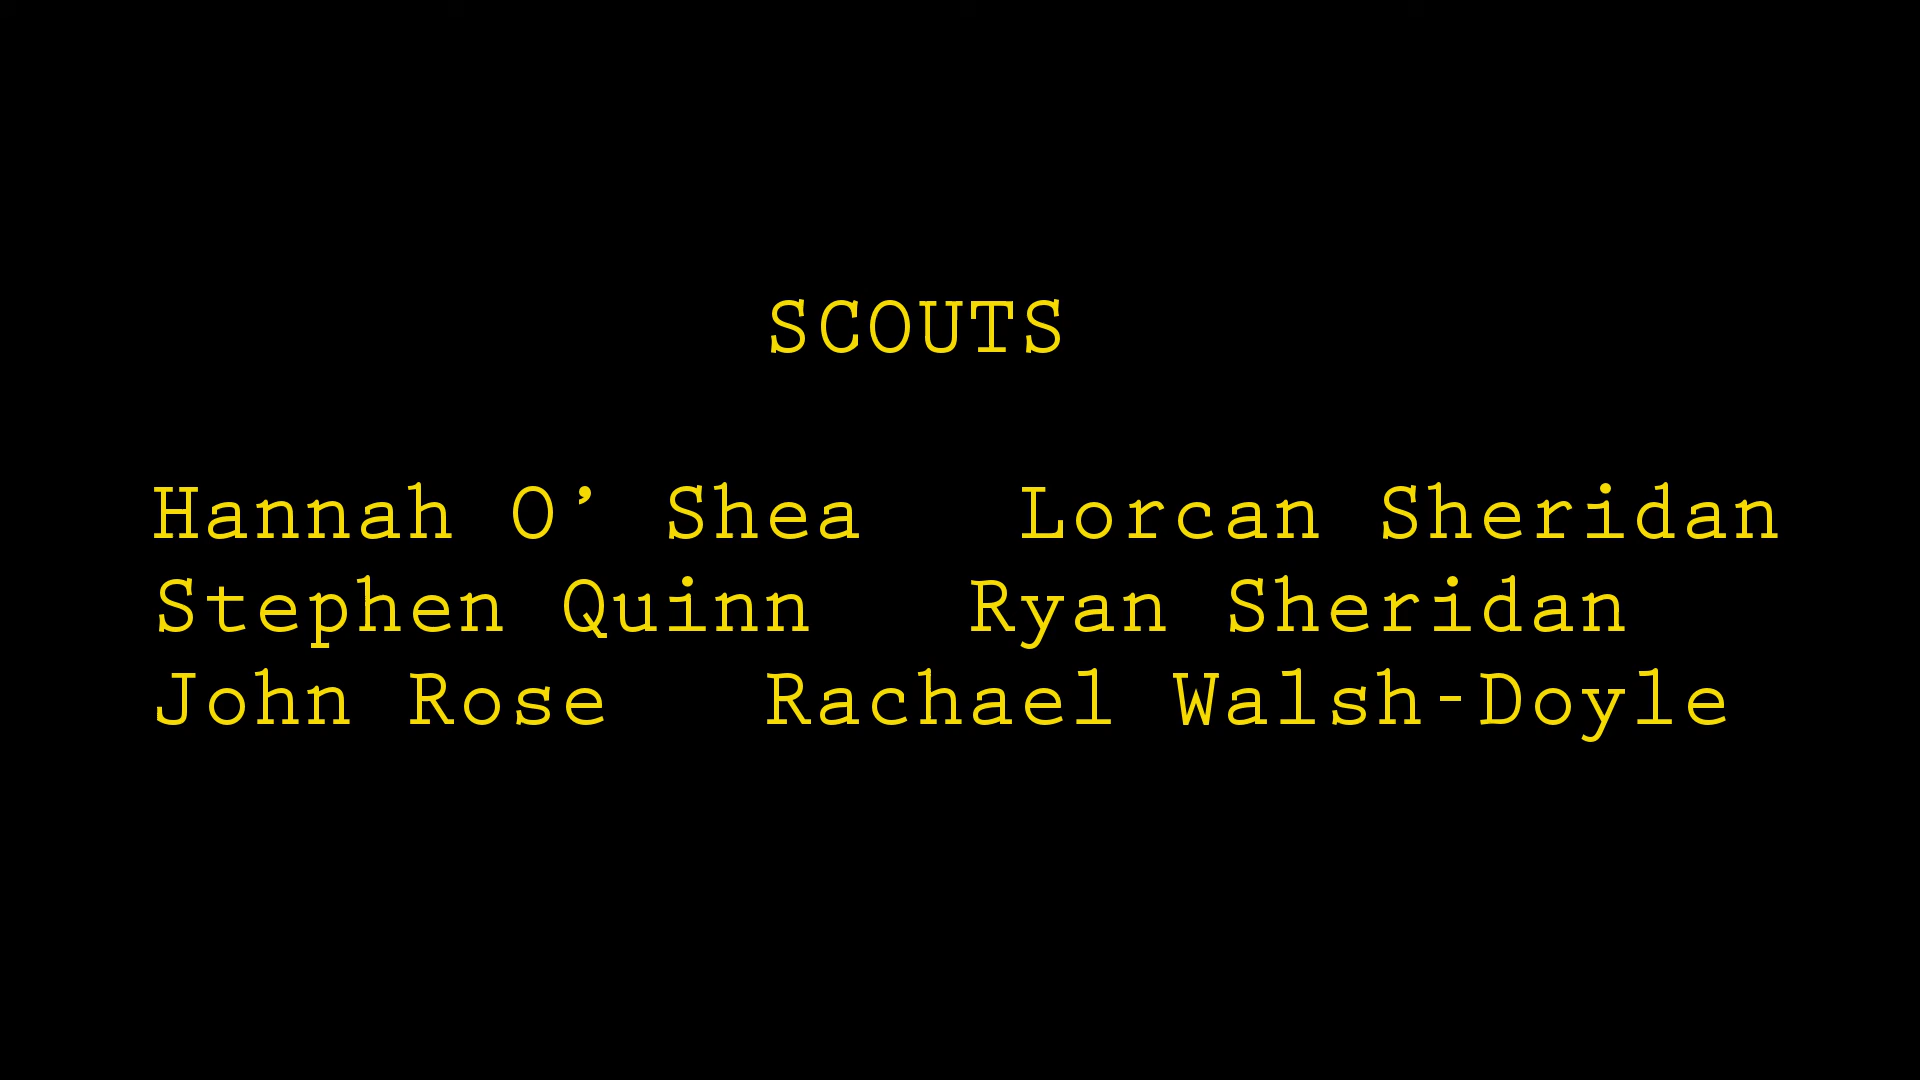 SCOUTS
Hannah O’ Shea   Lorcan Sheridan
Stephen Quinn   Ryan Sheridan
John Rose   Rachael Walsh-Doyle